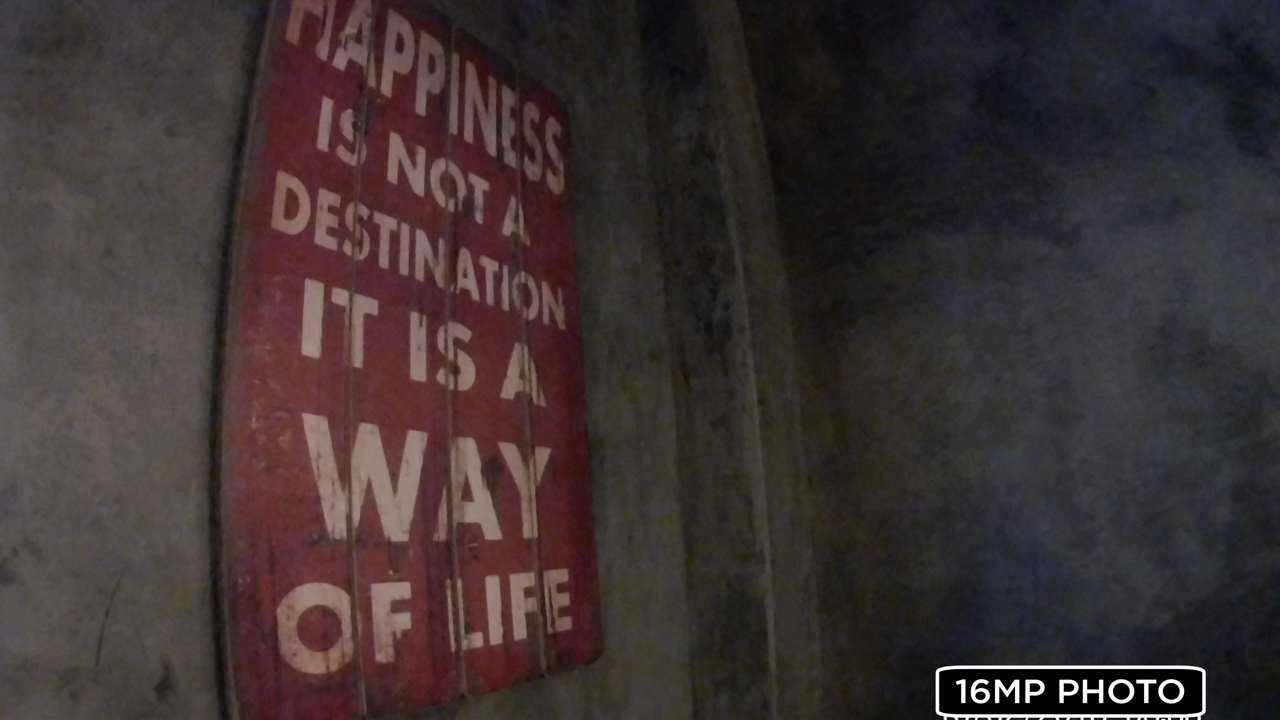 HAPPINESS
IS NOT A
DESTINATION
IT IS A
WAY
OF LIFE
16MP PHOTO